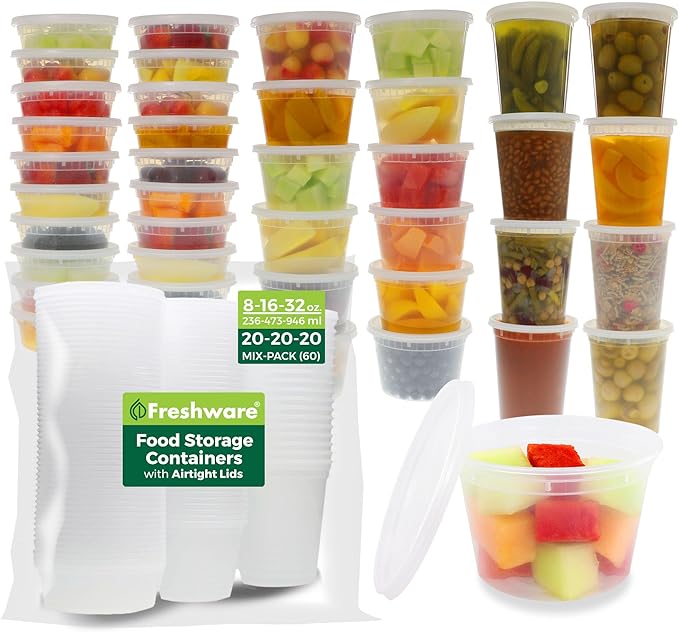 8-16-32 oz.
236-473-946 ml
20-20-20
MIX-PACK (60)
Freshware®
Food Storage
Containers
with Airtight Lids